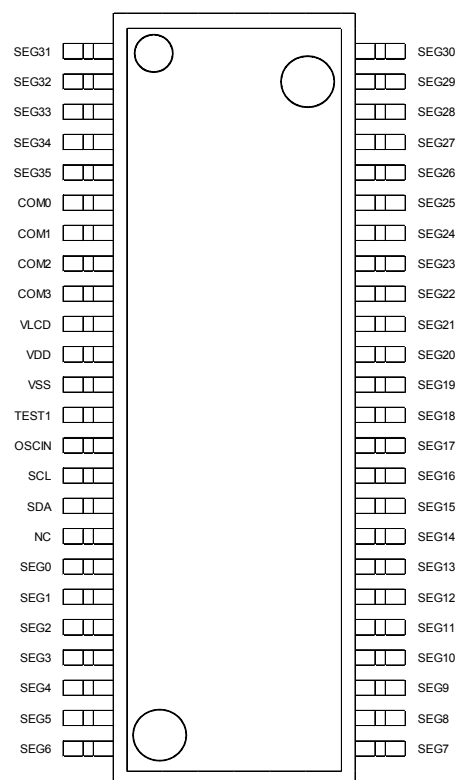 SEG31 SEG30
SEG32 SEG29
SEG33 SEG28
SEG34 SEG27
SEG35 SEG26
COM0 SEG25
COM1 SEG24
COM2 SEG23
COM3 SEG22
VLCD SEG21
VDD SEG20
VSS SEG19
TEST1 SEG18
OSCIN SEG17
SCL SEG16
SDA SEG15
NC SEG14
SEG0 SEG13
SEG1 SEG12
SEG2 SEG11
SEG3 SEG10
SEG4 SEG9
SEG5 SEG8
SEG6 SEG7